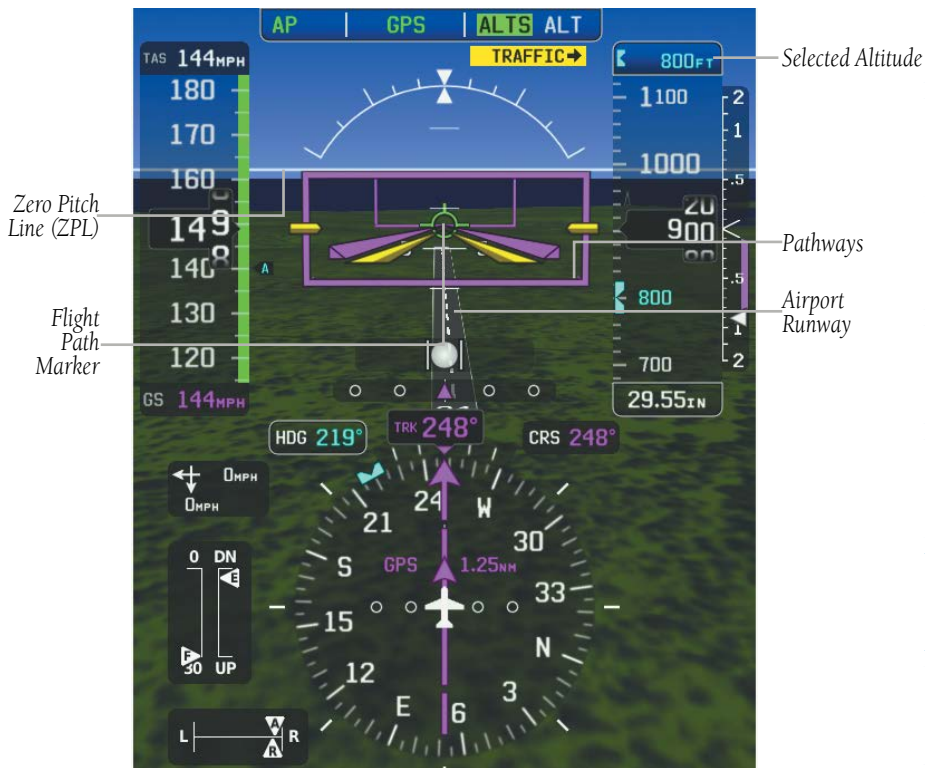 AP GPS ALTS ALT
TRAFFIC→
TAS 144MPH
800FT
Selected Altitude
180
170
160
149
8
140
130
120
GS 144MPH
1100
1000
20
900
80
800
700
29.55IN
2
1
.5
.5
1
2
Zero Pitch
Line (ZPL)
Pathways
A
Airport
Runway
Flight
Path
Marker
HDG 219°
TRK 248°
CRS 248°
0MPH
0MPH
24
W
21
30
S
GPS 1.25NM
33
15
N
12
3
E
6
0 DN
E
F
30 UP
L A R
R